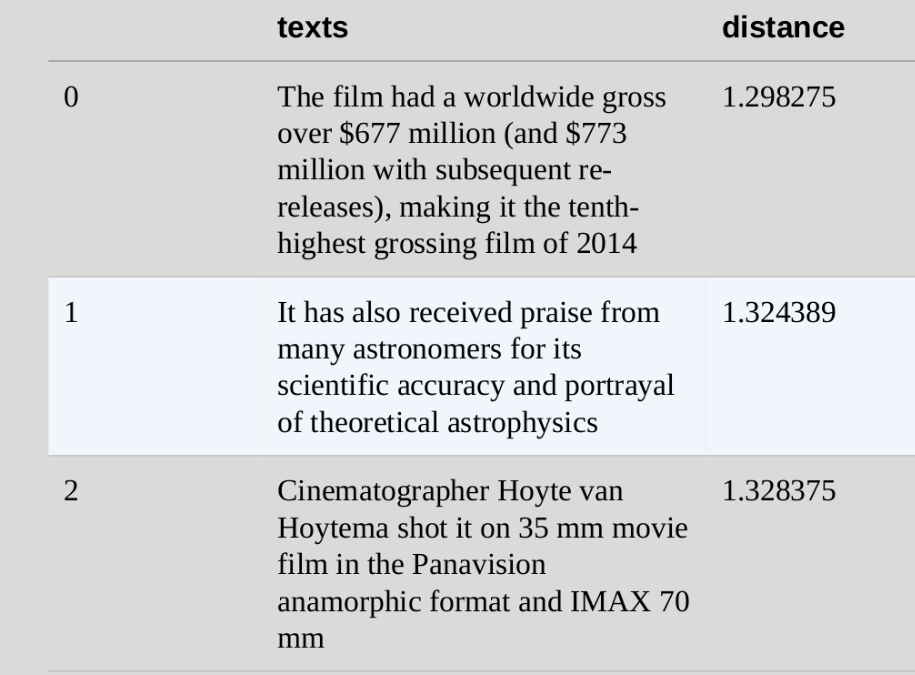 texts distance
0 The film had a worldwide gross 1.298275
over $677 million (and $773
million with subsequent re-
releases), making it the tenth-
highest grossing film of 2014
1 It has also received praise from 1.324389
many astronomers for its
scientific accuracy and portrayal
of theoretical astrophysics
2 Cinematographer Hoyte van 1.328375
Hoytema shot it on 35 mm movie
film in the Panavision
anamorphic format and IMAX 70
mm